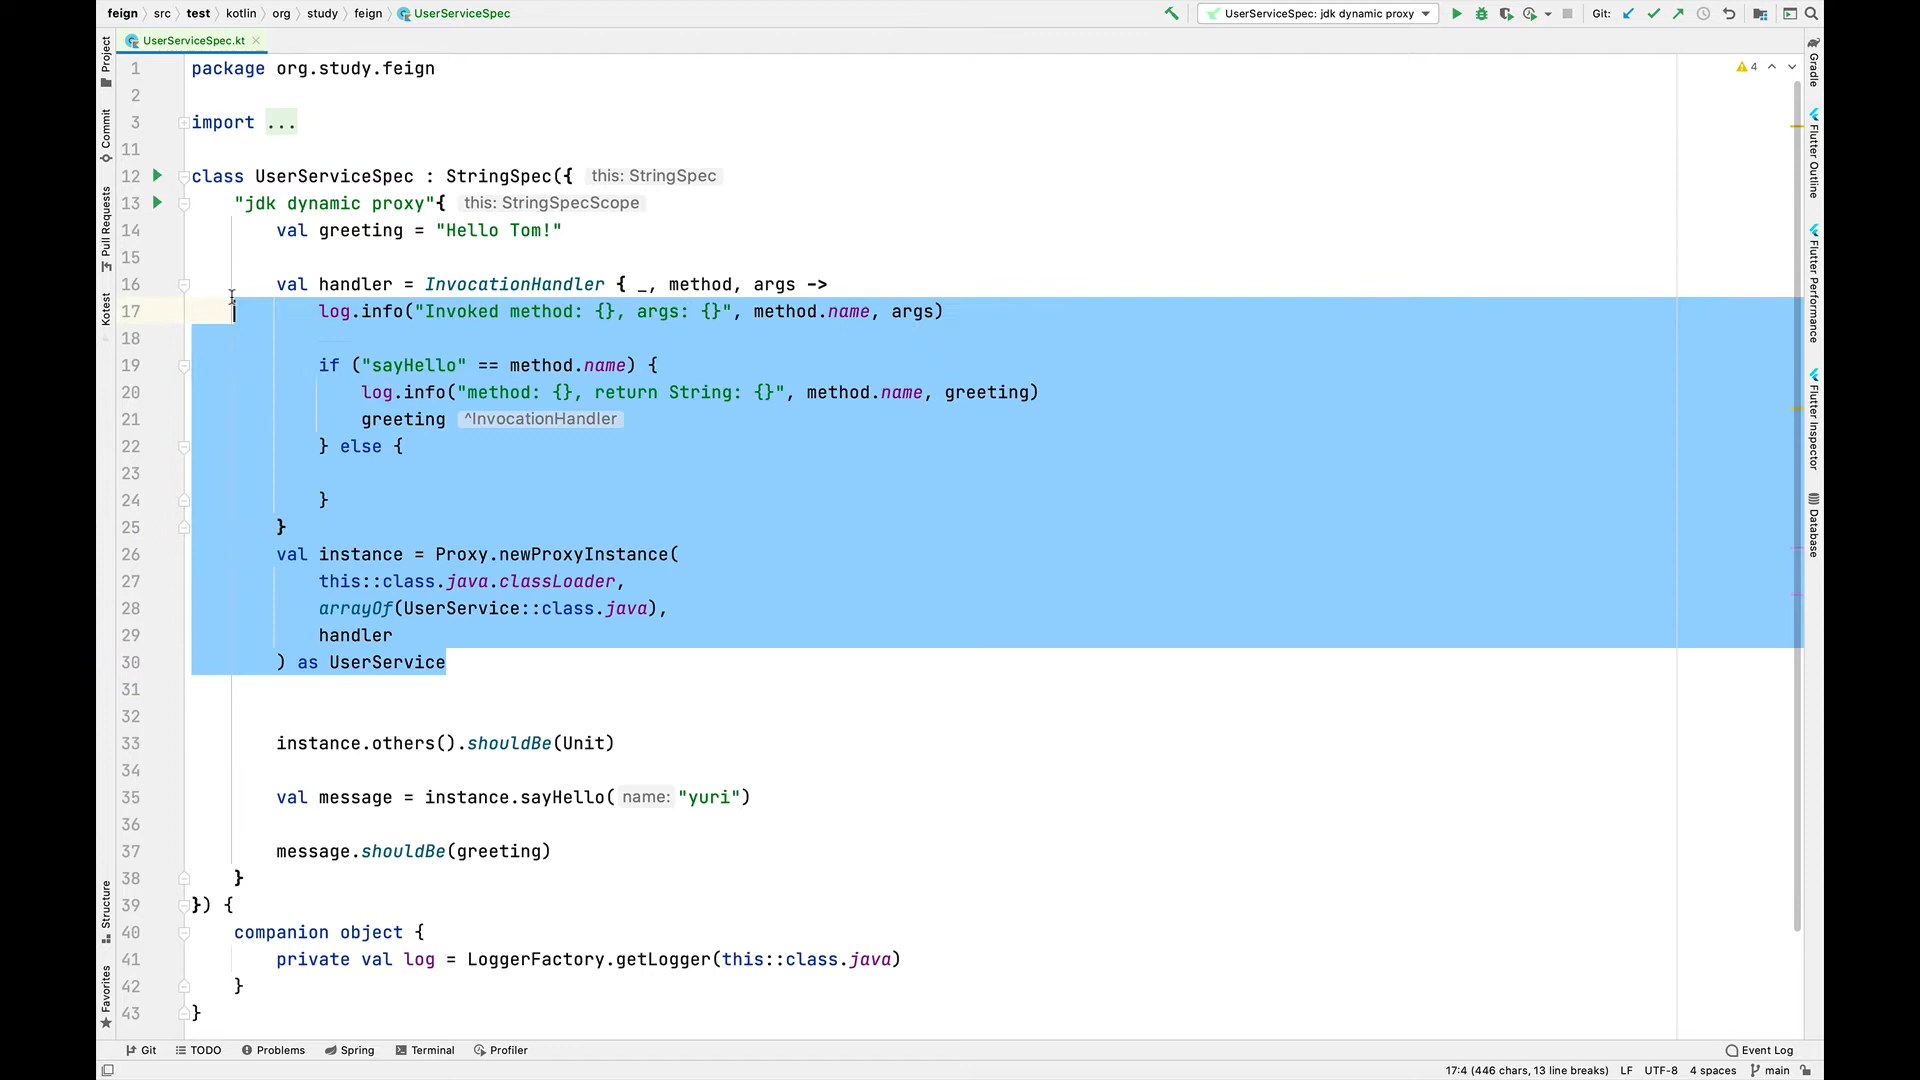 feign src test kotlin org study feign UserServiceSpec
UserServiceSpec: jdk dynamic proxy
Git:
UserServiceSpec.kt
Project
Commit
Pull Requests
Kotest
Structure
Favorites
1 package org.study.feign
2
3 import ...
11
12 class UserServiceSpec : StringSpec({ this: StringSpec
13 "jdk dynamic proxy"{ this: StringSpecScope
14 val greeting = "Hello Tom!"
15
16 val handler = InvocationHandler { _, method, args ->
17 log.info("Invoked method: {}, args: {}", method.name, args)
18
19 if ("sayHello" == method.name) {
20 log.info("method: {}, return String: {}", method.name, greeting)
21 greeting ^InvocationHandler
22 } else {
23
24 }
25 }
26 val instance = Proxy.newProxyInstance(
27 this::class.java.classLoader,
28 arrayOf(UserService::class.java),
29 handler
30 ) as UserService
31
32
33 instance.others().shouldBe(Unit)
34
35 val message = instance.sayHello( name: "yuri")
36
37 message.shouldBe(greeting)
38 }
39 }) {
40 companion object {
41 private val log = LoggerFactory.getLogger(this::class.java)
42 }
43 }
4
Gradle
Flutter Outline
Flutter Performance
Flutter Inspector
Database
Git TODO Problems Spring Terminal Profiler Event Log
17:4 (446 chars, 13 line breaks) LF UTF-8 4 spaces main